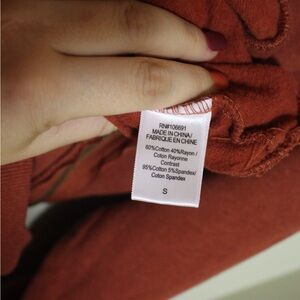 RN#106691
MADE IN CHINA/
FABRIQUE EN CHINE
60%Cotton 40%Rayon/
Coton Rayonne
Contrast
95%Cotton 5%Spandex/
Coton Spandex
S